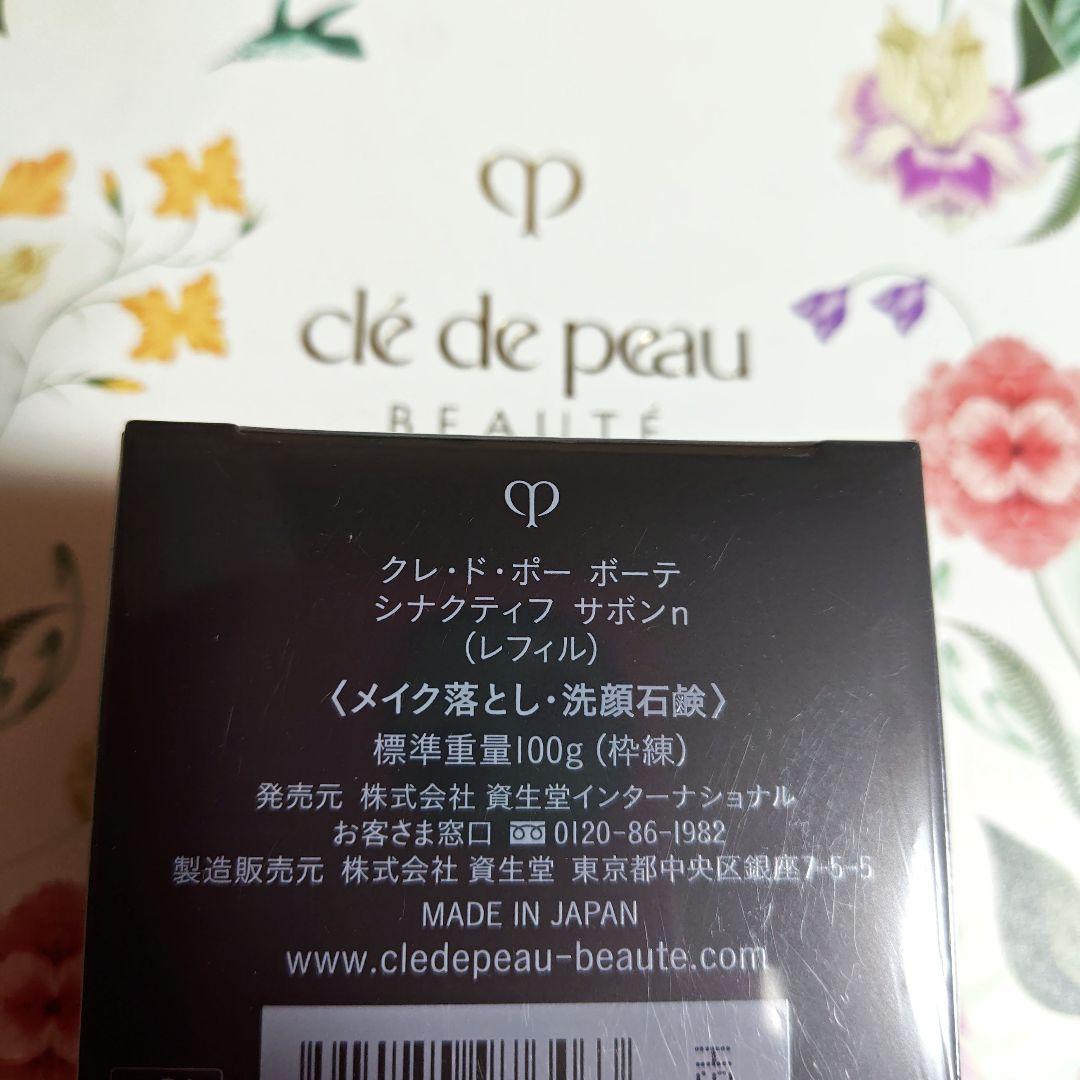 clé de peau
BEAUTÉ
クレ・ド・ポー ボーテ
シナクティフ サボンn
(レフィル)
〈メイク落とし・洗顔石鹸〉
標準重量100g (枠練)
発売元 株式会社 資生堂インターナショナル
お客さま窓口 0120-86-1982
製造販売元 株式会社 資生堂 東京都中央区銀座7-5-5
MADE IN JAPAN
www.cledepeau-beaute.com